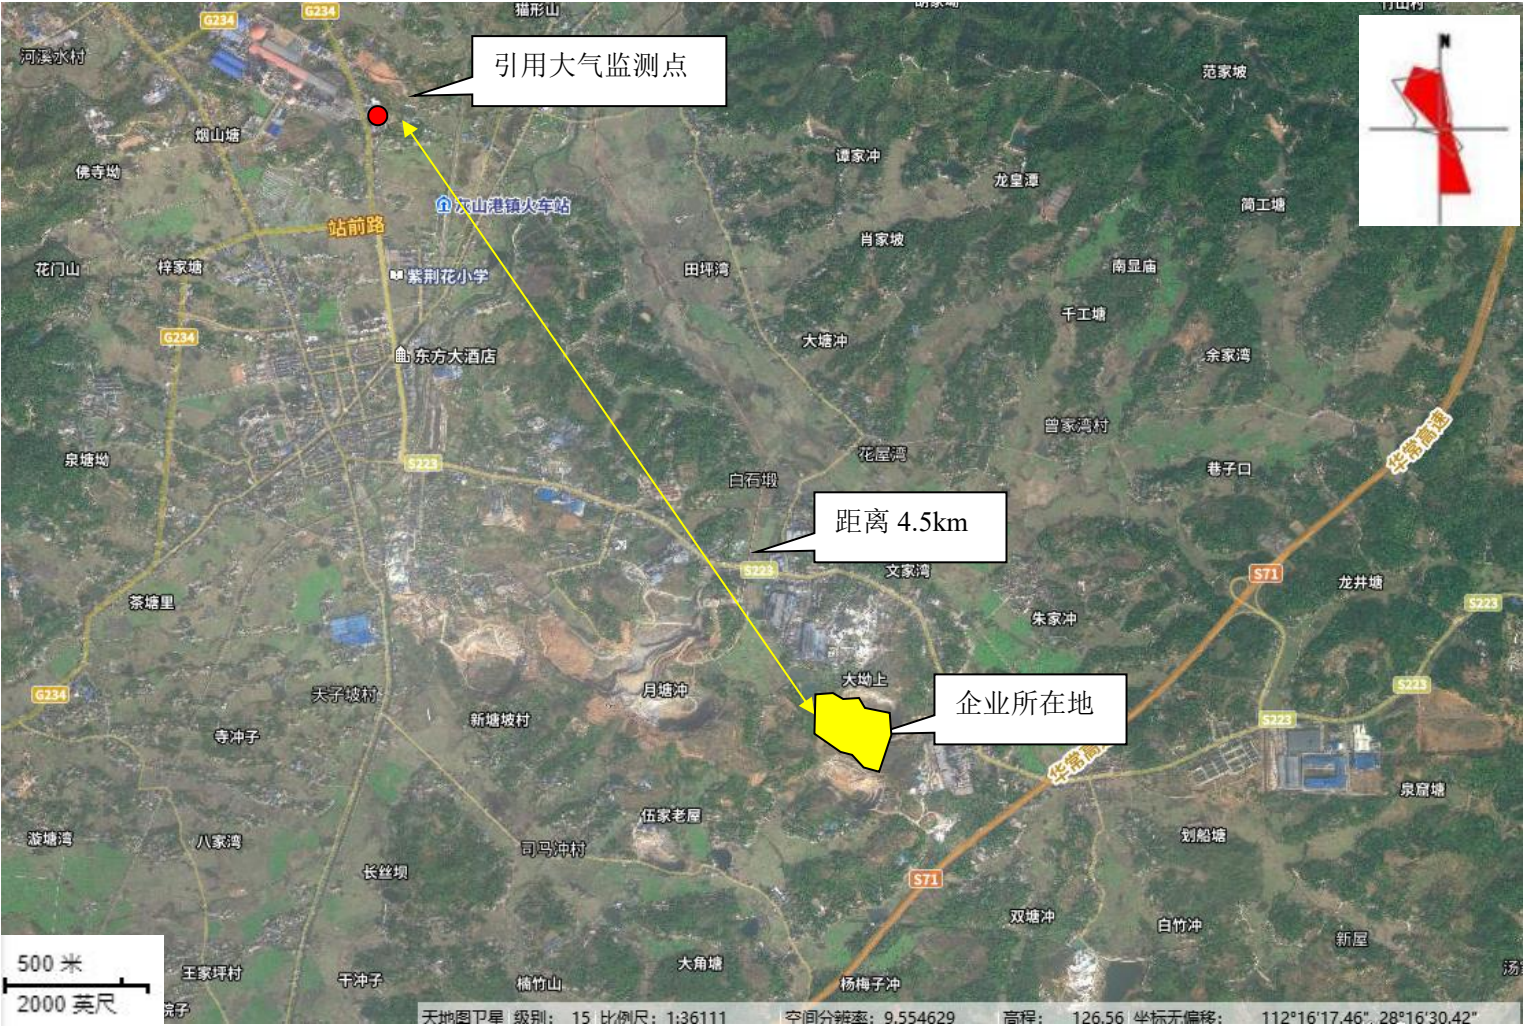 猫形山
G234
G234
河溪水村
引用大气监测点
范家坡
N
烟山塘
谭家冲
佛寺坳
龙皇潭
灰山港镇火车站
简工塘
站前路
肖家坡
花门山
梓家塘
紫荆花小学
田坪湾
南显庙
千工塘
G234
大塘冲
东方大酒店
余家湾
曾家湾村
华常高速
泉塘坳
S223
花屋湾
巷子口
白石塅
距离 4.5km
S223
文家湾
S71
龙井塘
茶塘里
S223
朱家冲
大坳上
月塘冲
G234
天子坡村
S223
企业所在地
新塘坡村
S223
寺冲子
华常高
泉窟塘
伍家老屋
漩塘湾
八家湾
划船塘
司马冲村
长丝坝
S71
双塘冲
白竹冲
新屋
500 米
王家坪村
干冲子
大角塘
楠竹山
杨梅子冲
2000 英尺
天地图卫星 级别： 15 比例尺：1:36111 空间分辨率：9.554629 高程： 126.56 坐标无偏移： 112°16'17.46", 28°16'30.42"